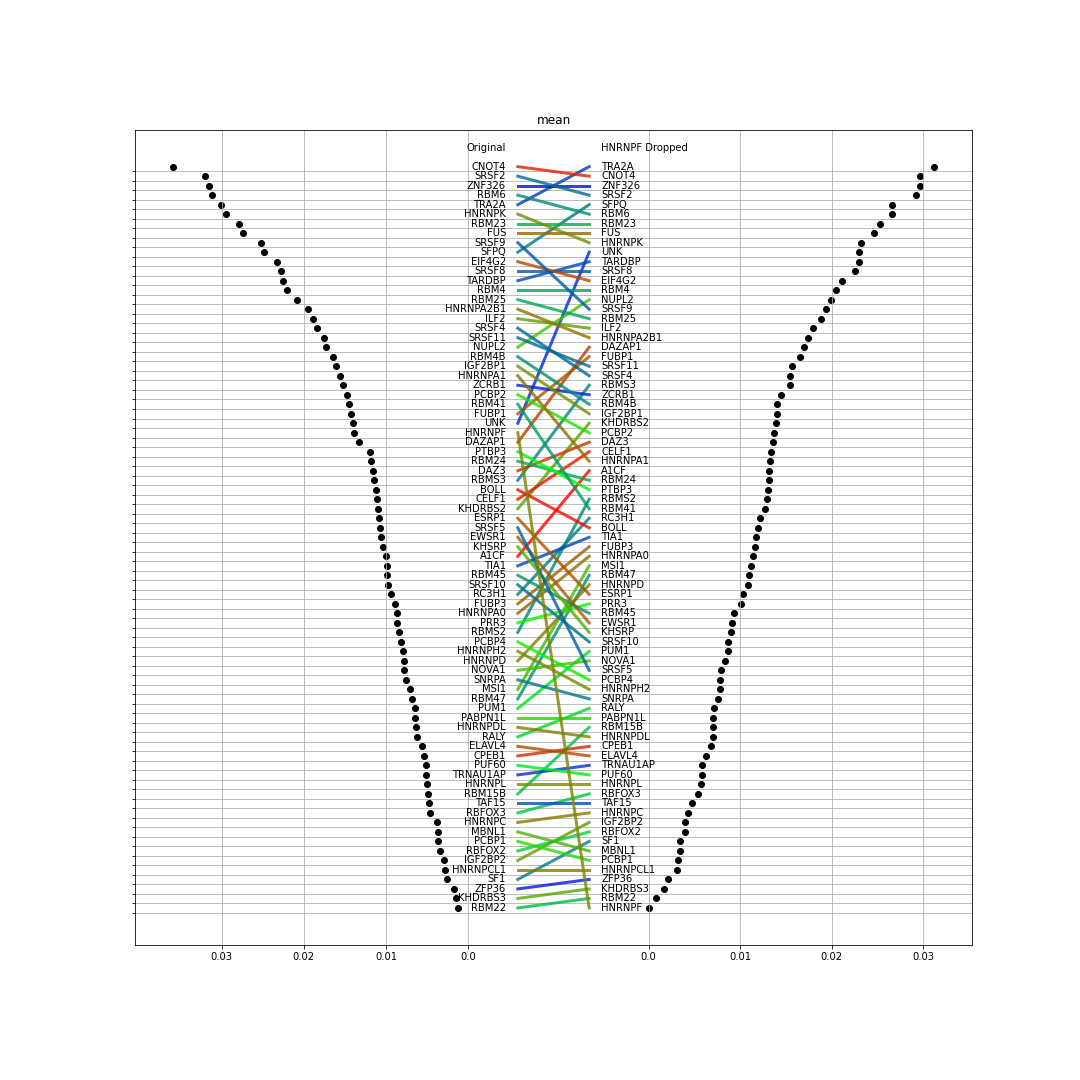 mean
Original HNRNPF Dropped
CNOT4 TRA2A
SRSF2 CNOT4
ZNF326 ZNF326
RBM6 SRSF2
TRA2A SFPQ
HNRNPK RBM6
RBM23 RBM23
FUS FUS
SRSF9 HNRNPK
SFPQ UNK
EIF4G2 TARDBP
SRSF8 SRSF8
TARDBP EIF4G2
RBM4 RBM4
RBM25 NUPL2
HNRNPA2B1 SRSF9
ILF2 RBM25
SRSF4 ILF2
SRSF11 HNRNPA2B1
NUPL2 DAZAP1
RBM4B FUBP1
IGF2BP1 SRSF11
HNRNPA1 SRSF4
ZCRB1 RBMS3
PCBP2 ZCRB1
RBM41 RBM4B
FUBP1 IGF2BP1
UNK KHDRBS2
HNRNPF PCBP2
DAZAP1 DAZ3
PTBP3 CELF1
RBM24 HNRNPA1
DAZ3 A1CF
RBMS3 RBM24
BOLL PTBP3
CELF1 RBMS2
KHDRBS2 RBM41
ESRP1 RC3H1
SRSF5 BOLL
EWSR1 TIA1
KHSRP FUBP3
A1CF HNRNPA0
TIA1 MSI1
RBM45 RBM47
SRSF10 HNRNPD
RC3H1 ESRP1
FUBP3 PRR3
HNRNPA0 RBM45
PRR3 EWSR1
RBMS2 KHSRP
PCBP4 SRSF10
HNRNPH2 PUM1
HNRNPD NOVA1
NOVA1 SRSF5
SNRPA PCBP4
MSI1 HNRNPH2
RBM47 SNRPA
PUM1 RALY
PABPN1L PABPN1L
HNRNPDL RBM15B
RALY HNRNPDL
ELAVL4 CPEB1
CPEB1 ELAVL4
PUF60 TRNAU1AP
TRNAU1AP PUF60
HNRNPL HNRNPL
RBM15B RBFOX3
TAF15 TAF15
RBFOX3 HNRNPC
HNRNPC IGF2BP2
MBNL1 RBFOX2
PCBP1 SF1
RBFOX2 MBNL1
IGF2BP2 PCBP1
HNRNPCL1 HNRNPCL1
SF1 ZFP36
ZFP36 KHDRBS3
KHDRBS3 RBM22
RBM22 HNRNPF
0.03 0.02 0.01 0.0 0.0 0.01 0.02 0.03